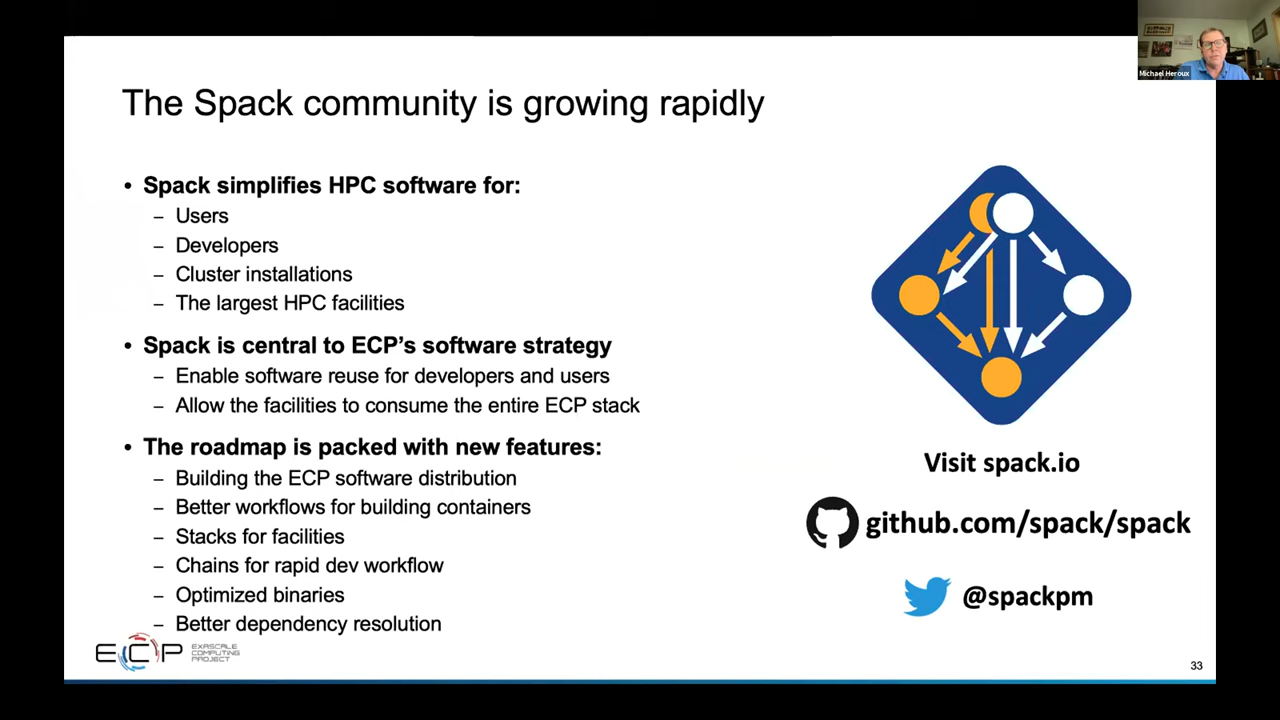 Michael Heroux
The Spack community is growing rapidly
• Spack simplifies HPC software for:
– Users
– Developers
– Cluster installations
– The largest HPC facilities
• Spack is central to ECP’s software strategy
– Enable software reuse for developers and users
– Allow the facilities to consume the entire ECP stack
• The roadmap is packed with new features:
– Building the ECP software distribution
– Better workflows for building containers
– Stacks for facilities
– Chains for rapid dev workflow
– Optimized binaries
– Better dependency resolution
Visit spack.io
github.com/spack/spack
@spackpm
ECP
EXASCALE
COMPUTING
PROJECT
33